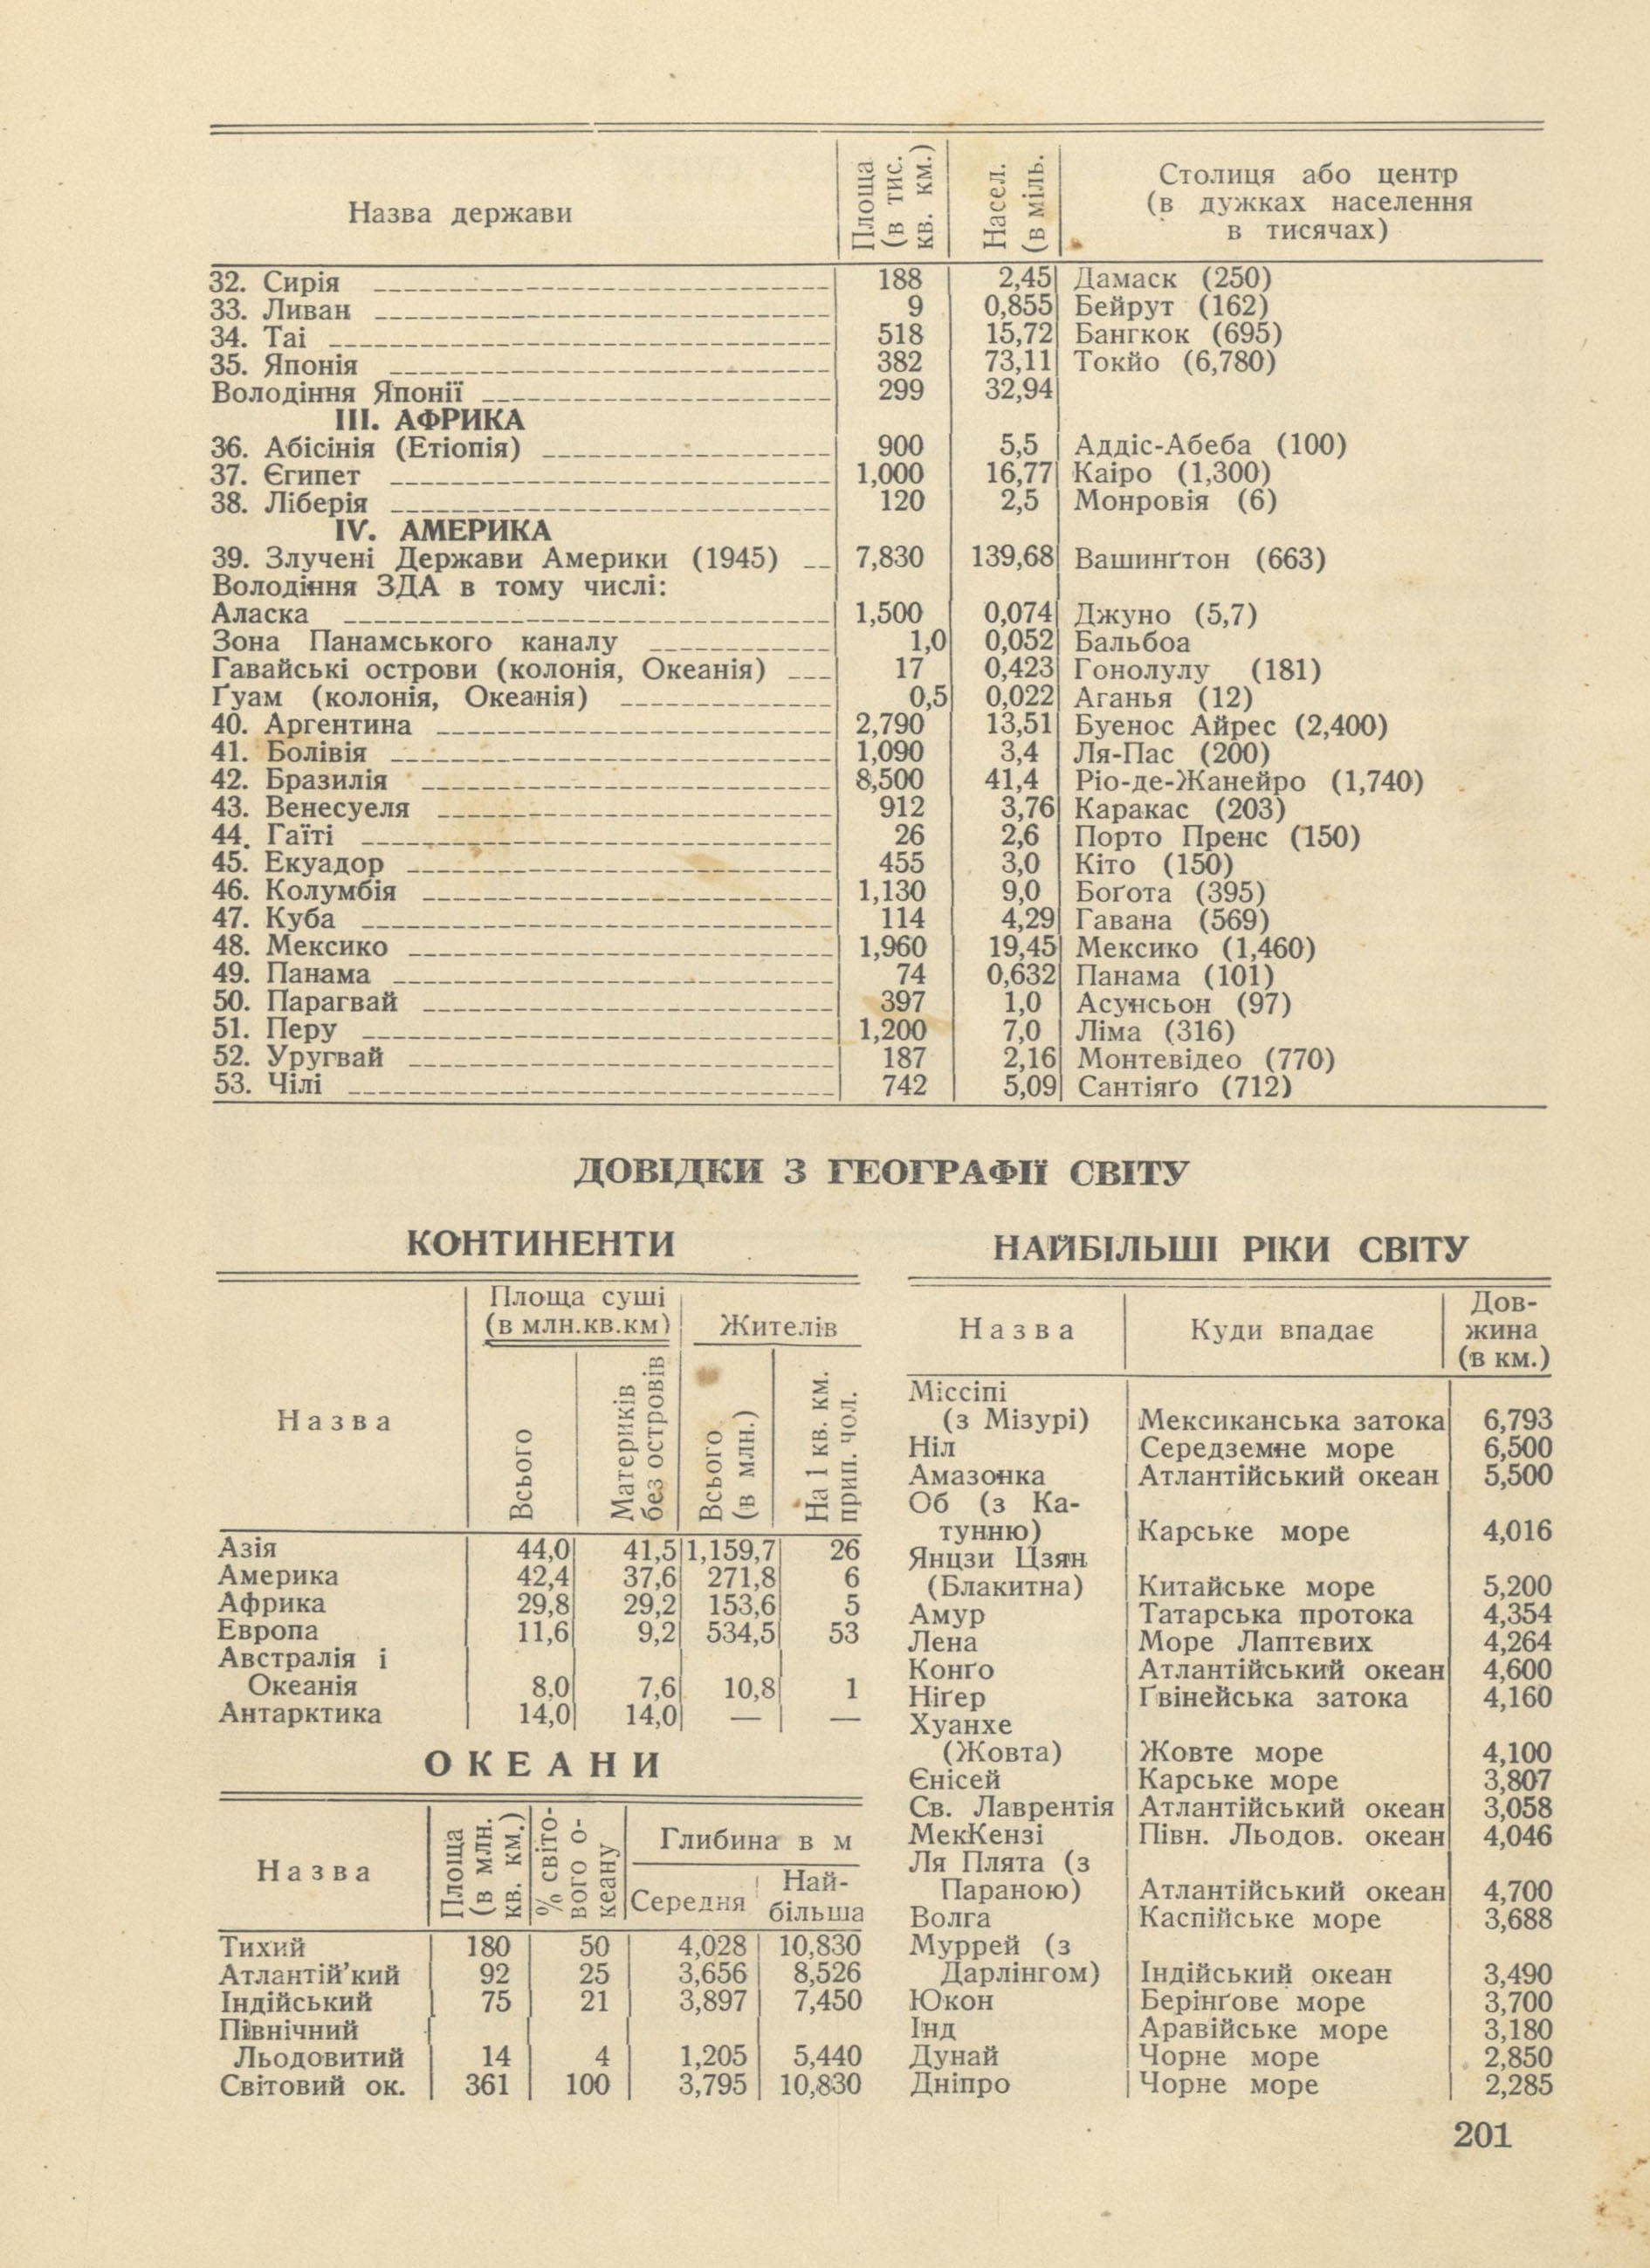 Назва держави
Площа (в тис. кв. км.)
Насел. (в міль.
Столиця або центр
(в дужках населення
в тисячах)
32. Сирія 188 2,45 Дамаск (250)
33. Ливан 9 0,855 Бейрут (162)
34. Таі 518 15,72 Бангкок (695)
35. Японія 382 73,11 Токйо (6,780)
Володіння Японії 299 32,94
III. АФРИКА
36. Абісінія (Етіопія) 900 5,5 Аддіс-Абеба (100)
37. Єгипет 1,000 16,77 Каіро (1,300)
38. Ліберія 120 2,5 Монровія (6)
IV. АМЕРИКА
39. Злучені Держави Америки (1945) 7,830 139,68 Вашинґтон (663)
Володіння ЗДА в тому числі:
Аласка 1,500 0,074 Джуно (5,7)
Зона Панамського каналу 1,0 0,052 Бальбоа
Гавайські острови (колонія, Океанія) 17 0,423 Гонолулу (181)
Ґуам (колонія, Океанія) 0,5 0,022 Аганья (12)
40. Аргентина 2,790 13,51 Буенос Айрес (2,400)
41. Болівія 1,090 3,4 Ля-Пас (200)
42. Бразилія 8,500 41,4 Ріо-де-Жанейро (1,740)
43. Венесуеля 912 3,76 Каракас (203)
44. Гаїті 26 2,6 Порто Пренс (150)
45. Екуадор 455 3,0 Кіто (150)
46. Колумбія 1,130 9,0 Боґота (395)
47. Куба 114 4,29 Гавана (569)
48. Мексико 1,960 19,45 Мексико (1,460)
49. Панама 74 0,632 Панама (101)
50. Парагвай 397 1,0 Асунсьон (97)
51. Перу 1,200 7,0 Ліма (316)
52. Уругвай 187 2,16 Монтевідео (770)
53. Чілі 742 5,09 Сантіяґо (712)
ДОВІДКИ З ГЕОГРАФІЇ СВІТУ
КОНТИНЕНТИ
Назва
Площа суші
(в млн.кв.км)
Жителів
Всього
Материків без островів
Всього (в млн.)
На 1 кв. км. прип. чол.
Азія 44,0 41,5 1,159,7 26
Америка 42,4 37,6 271,8 6
Африка 29,8 29,2 153,6 5
Европа 11,6 9,2 534,5 53
Австралія і
Океанія 8,0 7,6 10,8 1
Антарктика 14,0 14,0 — —
ОКЕАНИ
Назва
Площа (в млн. кв. км.)
% світо-
вого о-
кеану
Глибина в м
Середня
Най-
більша
Тихий 180 50 4,028 10,830
Атлантій’кий 92 25 3,656 8,526
Індійський 75 21 3,897 7,450
Північний
Льодовитий 14 4 1,205 5,440
Світовий ок. 361 100 3,795 10,830
НАЙБІЛЬШІ РІКИ СВІТУ
Назва
Куди впадає
Дов-
жина
(в км.)
Міссіпі
(з Мізурі) Мексиканська затока 6,793
Ніл Середземне море 6,500
Амазонка Атлантійський океан 5,500
Об (з Ка-
тунню) Карське море 4,016
Янцзи Цзян
(Блакитна) Китайське море 5,200
Амур Татарська протока 4,354
Лена Море Лаптєвих 4,264
Конґо Атлантійський океан 4,600
Ніґер Ґвінейська затока 4,160
Хуанхе
(Жовта) Жовте море 4,100
Єнісей Карське море 3,807
Св. Лаврентія Атлантійський океан 3,058
МекКензі Півн. Льодов. океан 4,046
Ля Плята (з
Параною) Атлантійський океан 4,700
Волга Каспійське море 3,688
Муррей (з
Дарлінгом) Індійський океан 3,490
Юкон Берінґове море 3,700
Інд Аравійське море 3,180
Дунай Чорне море 2,850
Дніпро Чорне море 2,285
201